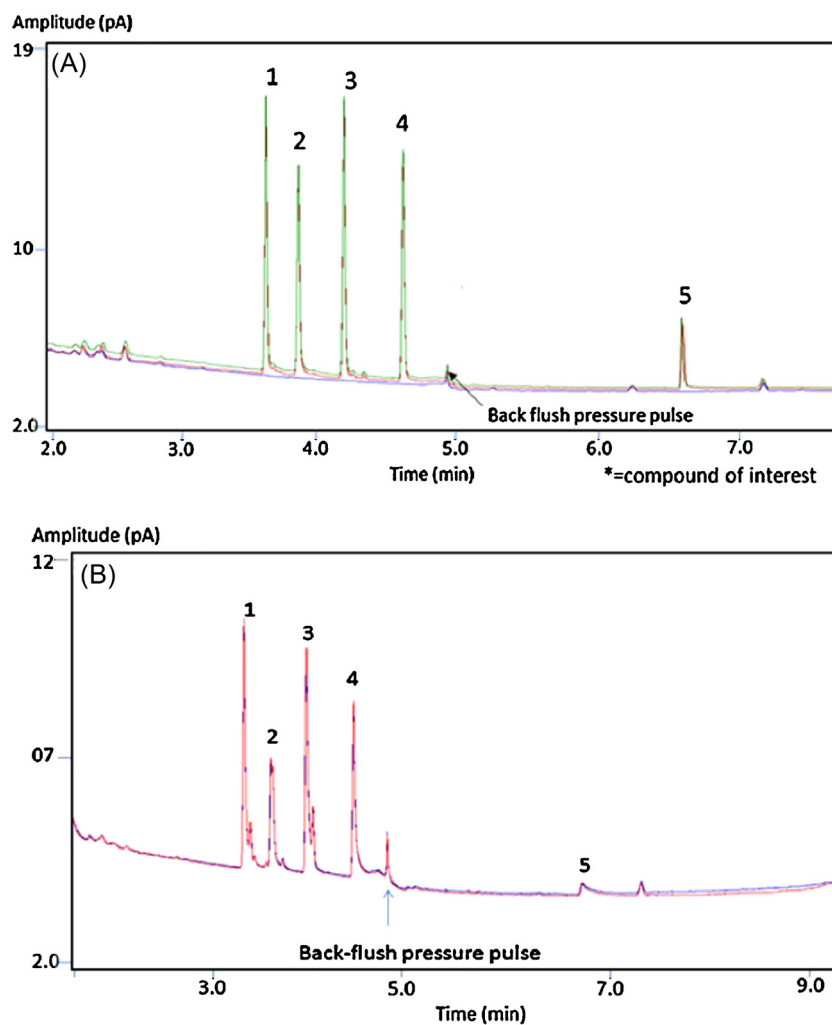 Amplitude (pA)
19
(A)
1
3
2
4
10
5
Back flush pressure pulse
2.0
2.0 3.0 4.0 5.0 6.0 7.0
Time (min)
*=compound of interest
Amplitude (pA)
12
(B)
1
3
4
2
07
5
2.0
Back-flush pressure pulse
3.0 5.0 7.0 9.0
Time (min)